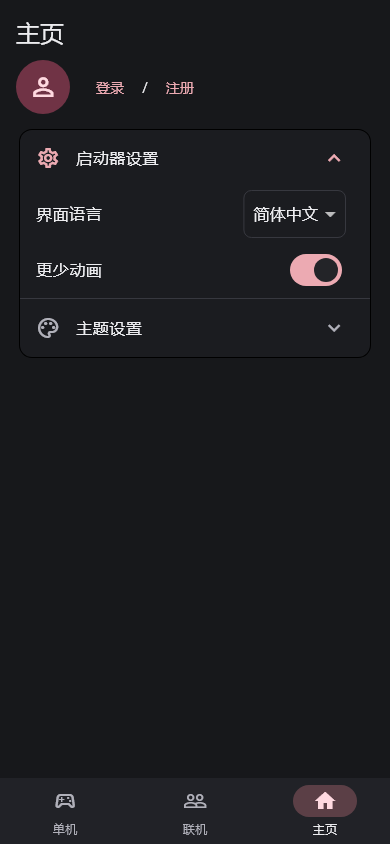 主页
登录 / 注册
启动器设置
界面语言 简体中文
更少动画
主题设置
单机 联机 主页